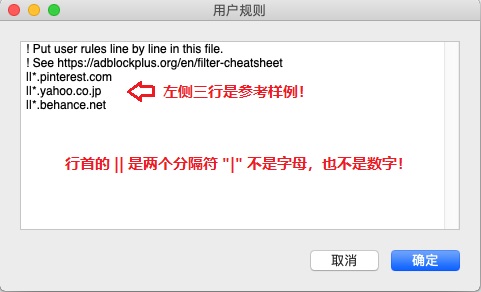 用户规则
! Put user rules line by line in this file.
! See https://adblockplus.org/en/filter-cheatsheet
||*.pinterest.com
||*.yahoo.co.jp
左侧三行是参考样例！
||*.behance.net
行首的 || 是两个分隔符 "|" 不是字母，也不是数字！
取消
确定